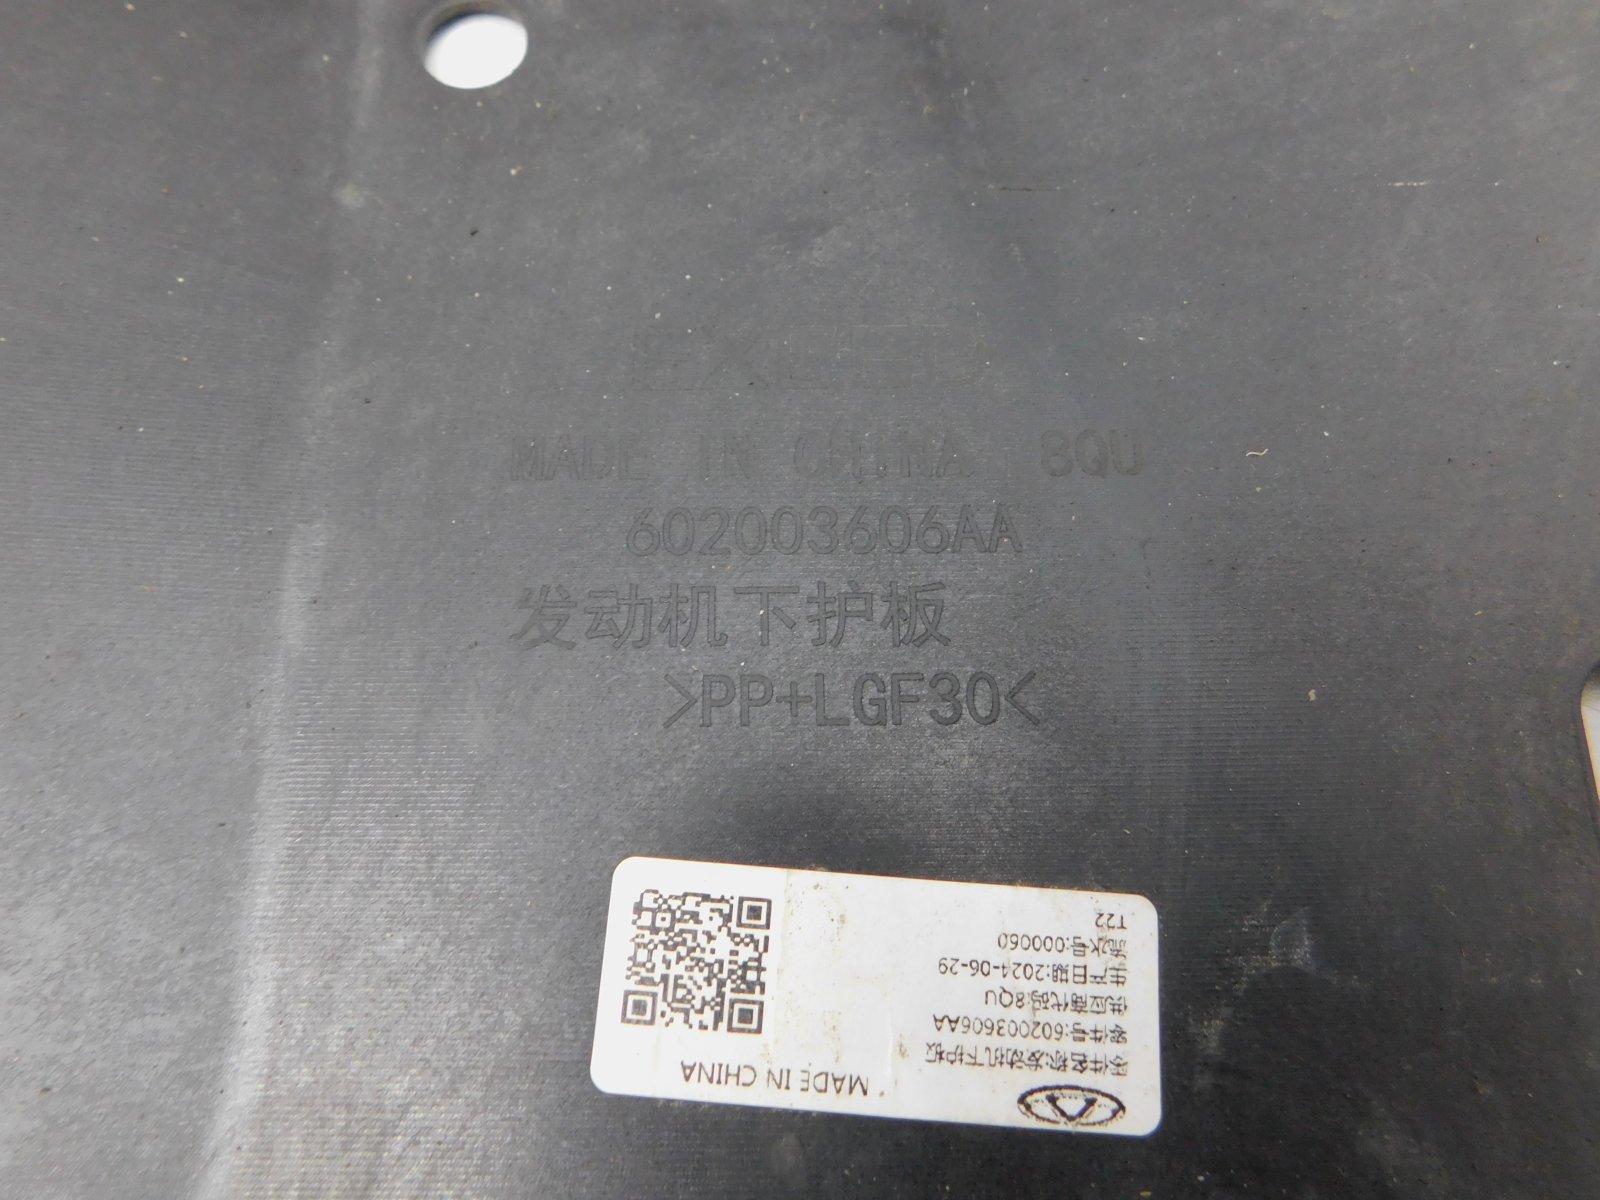 EXEED
MADE IN CHINA 8QU
602003606AA
发动机下护板
>PP+LGF30<
零件名称:发动机下护板
零件号:602003606AA
供应商代码:8QU
生产日期:2024-06-29
流水号:000060
T22
MADE IN CHINA